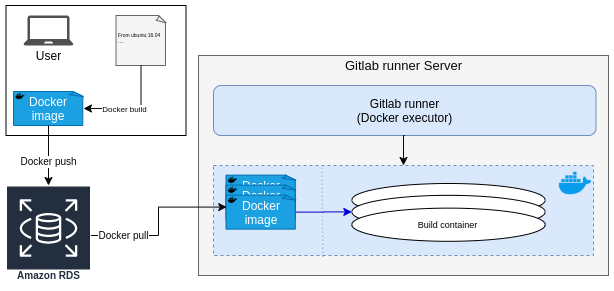 User
From ubuntu:16.04
....
Docker build
Docker
image
Docker push
Amazon RDS
Docker pull
Gitlab runner Server
Gitlab runner
(Docker executor)
Docker
Docker
Docker
image
Build container